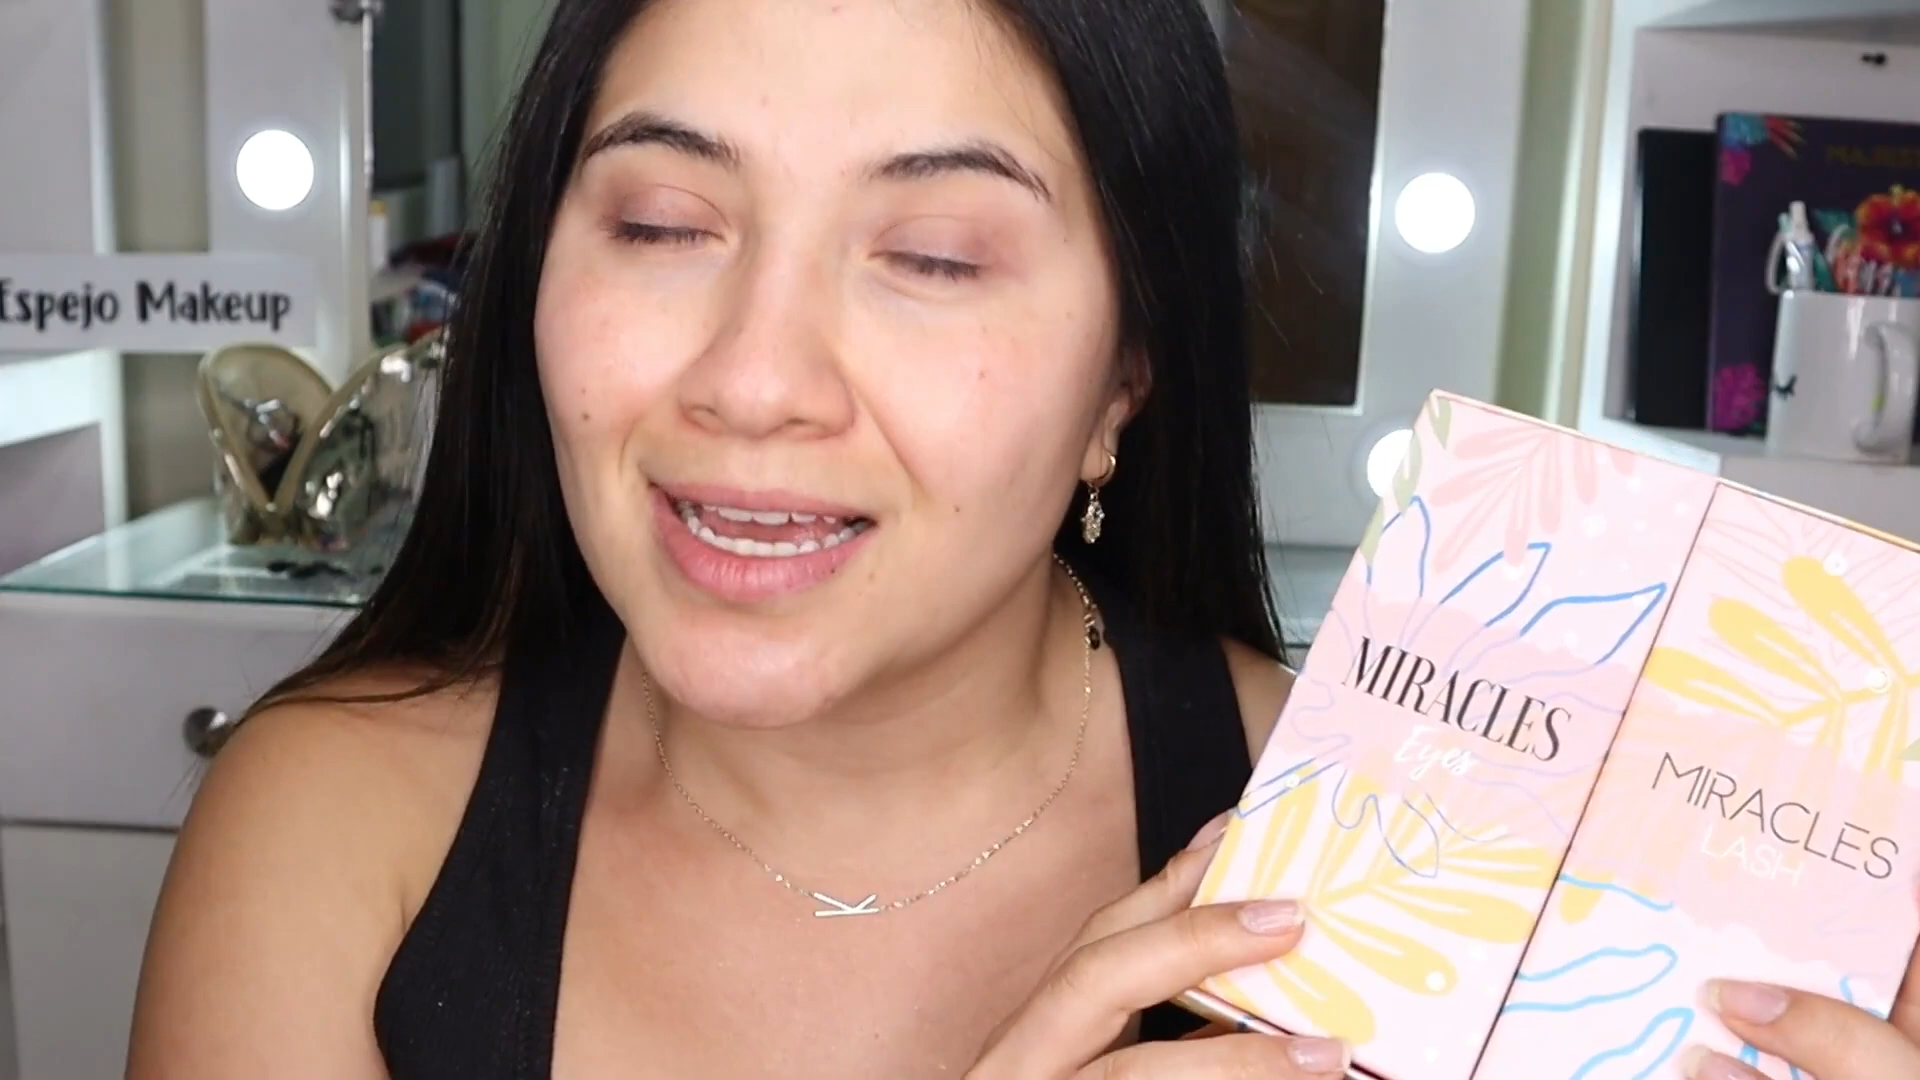 Espejo Makeup
MIRACLES
Eyes
MIRACLES
LASH